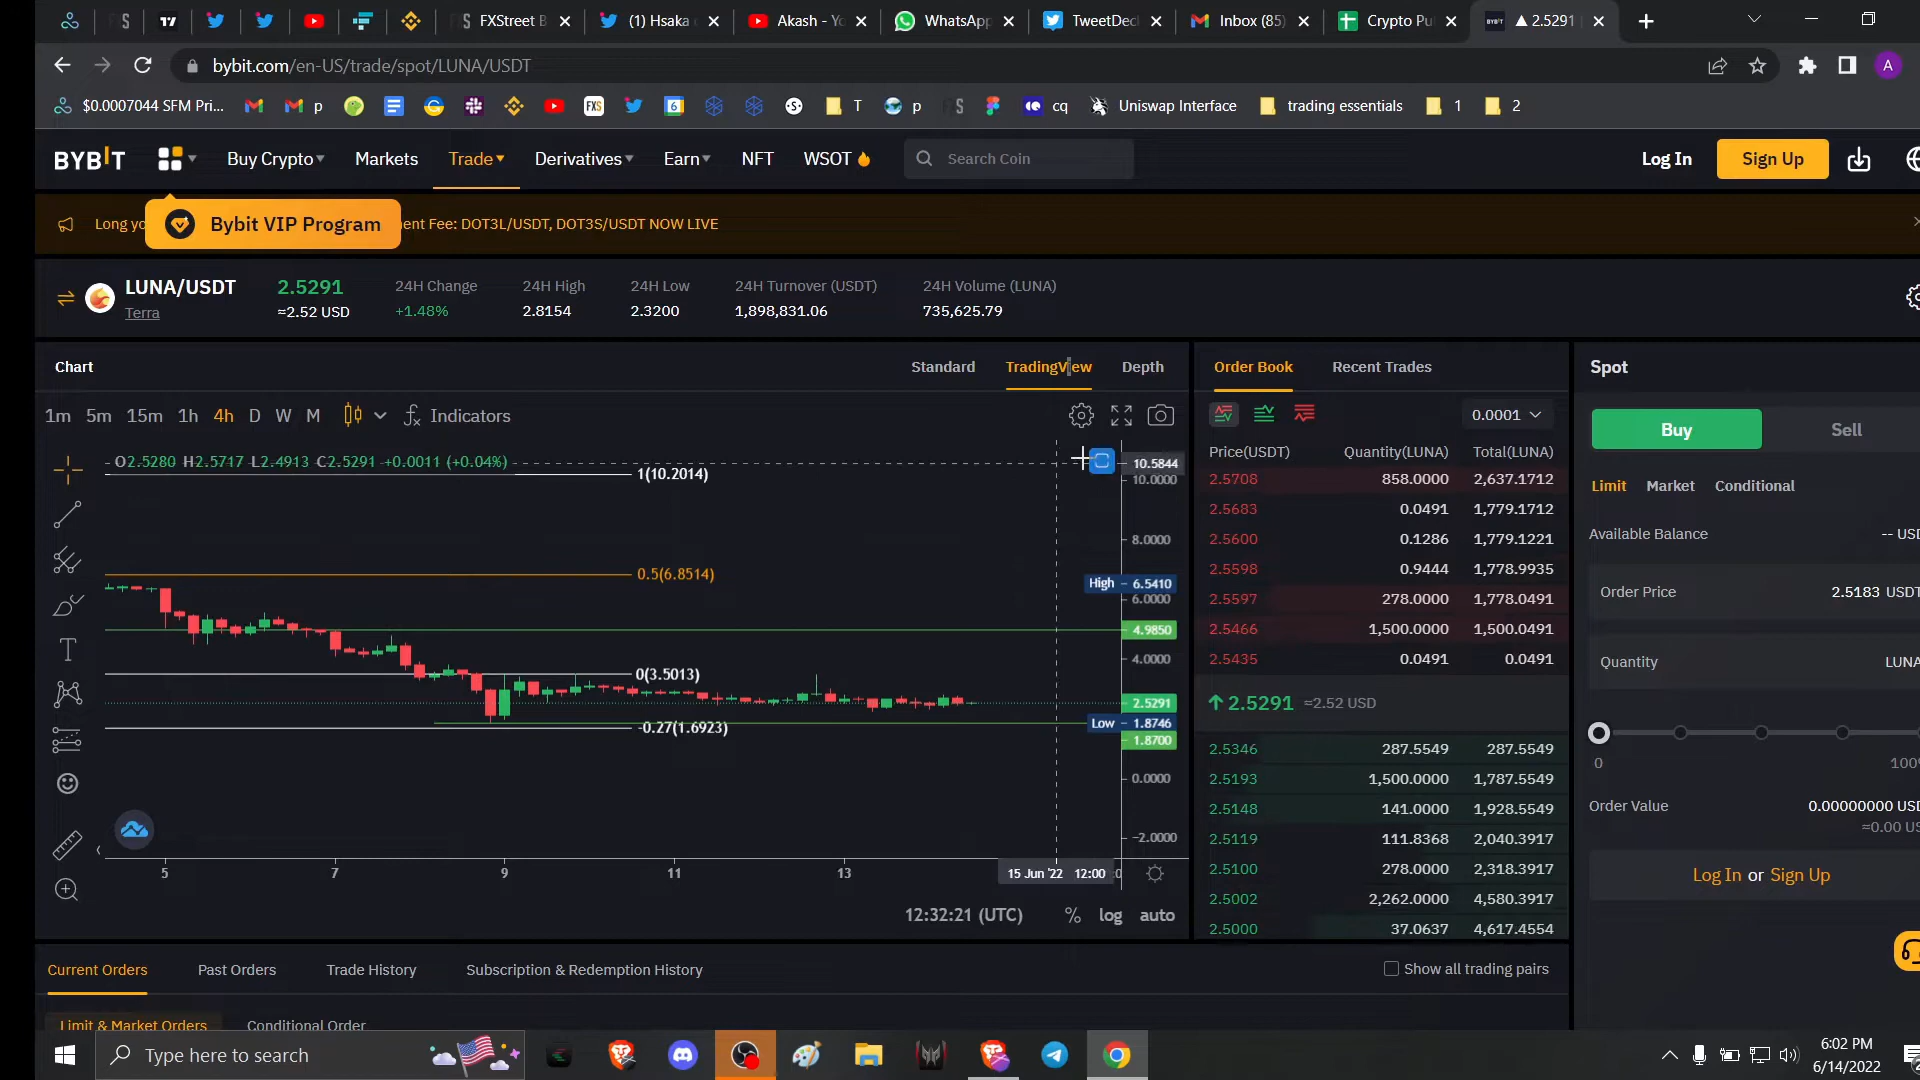 FXStreet
(1) Hsaka
Akash - Yo
WhatsApp
TweetDec
Inbox (85)
Crypto Pu
▲ 2.5291
bybit.com/en-US/trade/spot/LUNA/USDT
$0.0007044 SFM Pri...
p
T
p
cq
Uniswap Interface
trading essentials
1
2
BYBIT
Buy Crypto
Markets
Trade
Derivatives
Earn
NFT
WSOT
Search Coin
Log In
Sign Up
Bybit VIP Program
Long yo
ent Fee: DOT3L/USDT, DOT3S/USDT NOW LIVE
LUNA/USDT
Terra
2.5291
≈2.52 USD
24H Change
+1.48%
24H High
2.8154
24H Low
2.3200
24H Turnover (USDT)
1,898,831.06
24H Volume (LUNA)
735,625.79
Chart
Standard
TradingView
Depth
1m 5m 15m 1h 4h D W M
Indicators
O2.5280 H2.5717 L2.4913 C2.5291 +0.0011 (+0.04%)
1(10.2014)
0.5(6.8514)
0(3.5013)
-0.27(1.6923)
10.5844
10.0000
8.0000
High 6.5410
6.0000
4.9850
4.0000
2.5291
Low 1.8746
1.8700
0.0000
-2.0000
5 7 9 11 13
15 Jun '22 12:00
12:32:21 (UTC)
% log auto
Order Book
Recent Trades
0.0001
Price(USDT) Quantity(LUNA) Total(LUNA)
2.5708 858.0000 2,637.1712
2.5683 0.0491 1,779.1712
2.5600 0.1286 1,779.1221
2.5598 0.9444 1,778.9935
2.5597 278.0000 1,778.0491
2.5466 1,500.0000 1,500.0491
2.5435 0.0491 0.0491
2.5291 ≈2.52 USD
2.5346 287.5549 287.5549
2.5193 1,500.0000 1,787.5549
2.5148 141.0000 1,928.5549
2.5119 111.8368 2,040.3917
2.5100 278.0000 2,318.3917
2.5002 2,262.0000 4,580.3917
2.5000 37.0637 4,617.4554
Spot
Buy
Sell
Limit
Market
Conditional
Available Balance
-- USD
Order Price
2.5183 USDT
Quantity
LUNA
0
100%
Order Value
0.00000000 USD
≈0.00 US
Log In or Sign Up
Current Orders
Past Orders
Trade History
Subscription & Redemption History
Show all trading pairs
Limit & Market Orders
Conditional Order
Type here to search
6:02 PM
6/14/2022